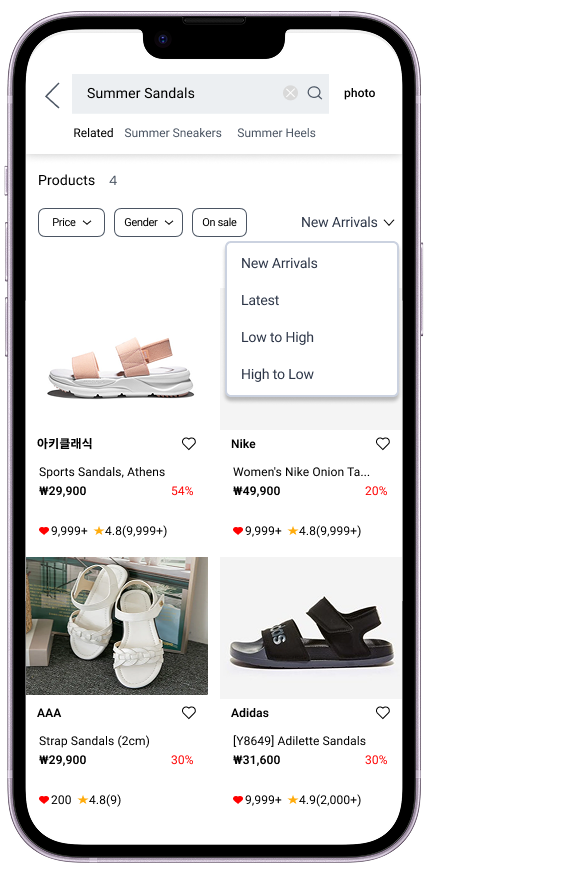 Summer Sandals
photo
Related Summer Sneakers Summer Heels
Products 4
Price Gender On sale New Arrivals
New Arrivals
Latest
Low to High
High to Low
아키클래식
Sports Sandals, Athens
₩29,900 54%
9,999+ 4.8(9,999+)
Nike
Women's Nike Onion Ta...
₩49,900 20%
9,999+ 4.8(9,999+)
AAA
Strap Sandals (2cm)
₩29,900 30%
200 4.8(9)
Adidas
[Y8649] Adilette Sandals
₩31,600 30%
9,999+ 4.9(2,000+)